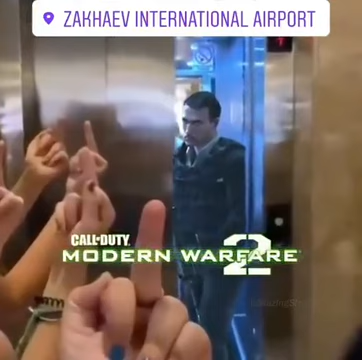 ZAKHAEV INTERNATIONAL AIRPORT
CALL OF DUTY
MODERN WARFARE
2